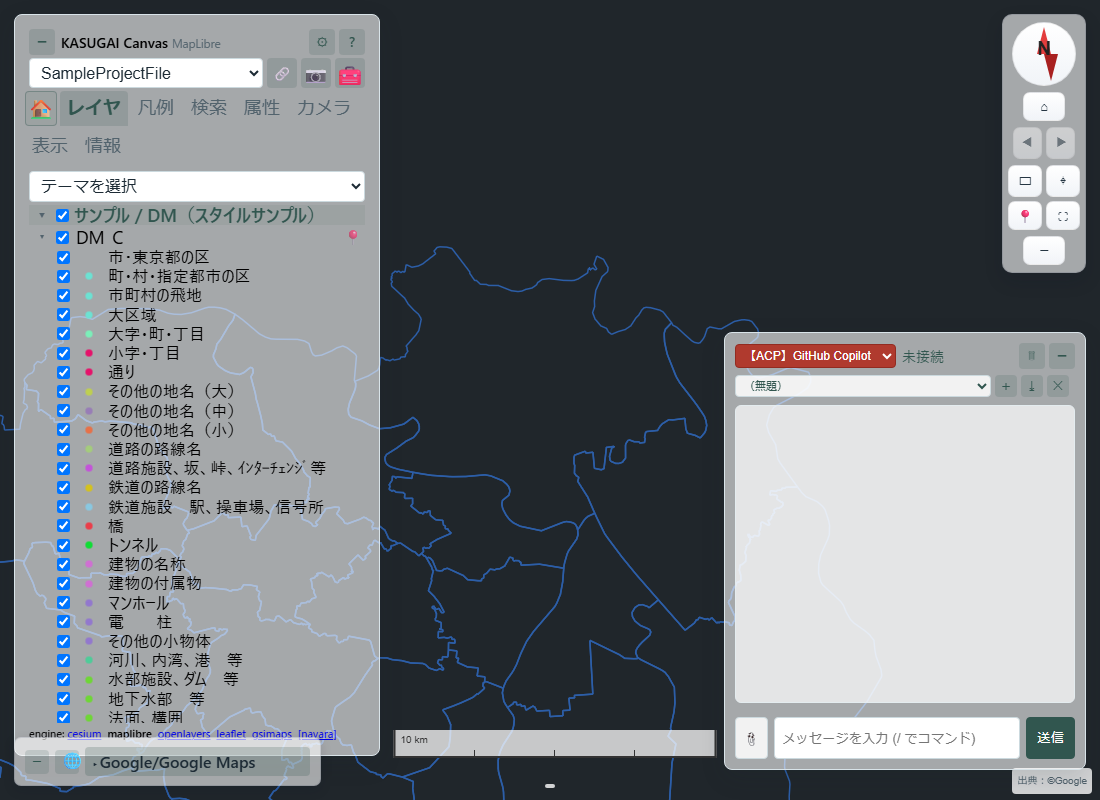 KASUGAI Canvas MapLibre
?
SampleProjectFile
レイヤ 凡例 検索 属性 カメラ
表示 情報
テーマを選択
サンプル / DM（スタイルサンプル）
DM C
市・東京都の区
町・村・指定都市の区
市町村の飛地
大区域
大字・町・丁目
小字・丁目
通り
その他の地名（大）
その他の地名（中）
その他の地名（小）
道路の路線名
道路施設、坂、峠、ｲﾝﾀｰﾁｪﾝｼﾞ 等
鉄道の路線名
鉄道施設　駅、操車場、信号所
橋
トンネル
建物の名称
建物の付属物
マンホール
電　　柱
その他の小物体
河川、内湾、港　等
水部施設、ダム　等
地下水部　等
法面、構囲
engine: cesium maplibre openlayers leaflet gsimaps [navara]
Google/Google Maps
10 km
N
【ACP】GitHub Copilot 未接続
（無題）
メッセージを入力 (/ でコマンド)
送信
出典：©Google